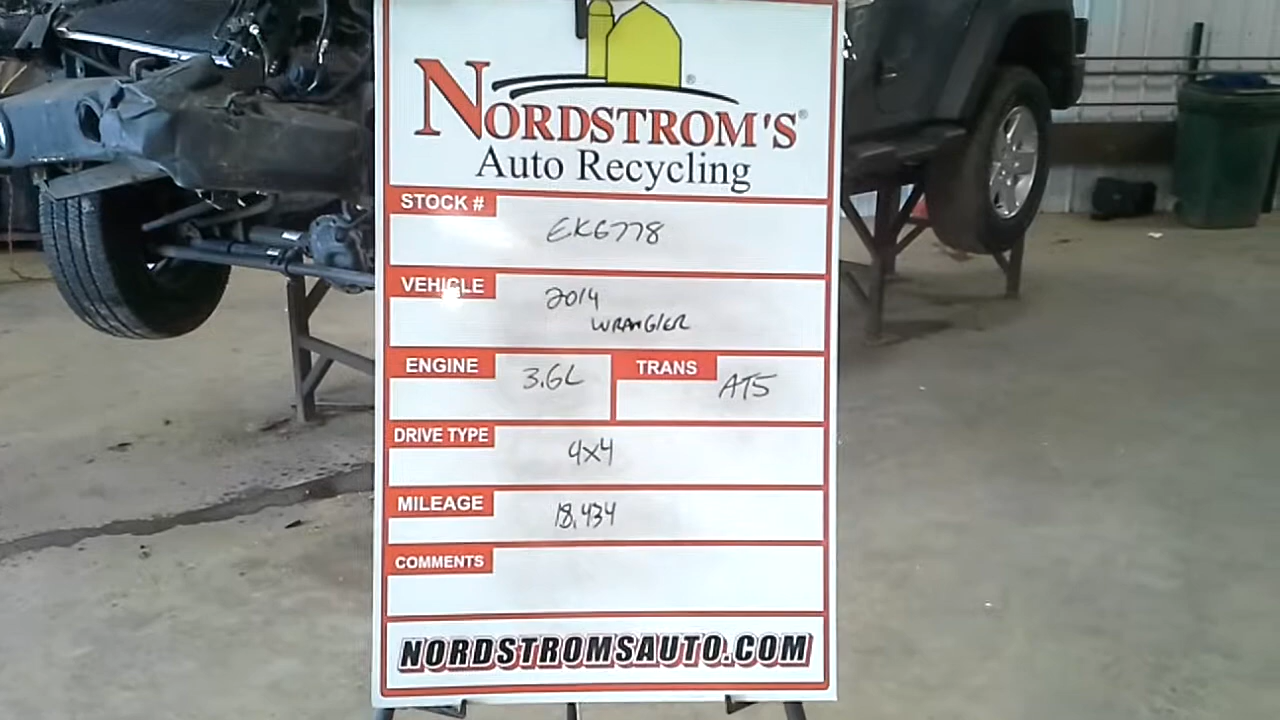 NORDSTROM'S®
Auto Recycling
STOCK #
EK6778
VEHICLE
2014
WRANGLER
ENGINE
3.6L
TRANS
AT5
DRIVE TYPE
4x4
MILEAGE
18,434
COMMENTS
NORDSTROMSAUTO.COM